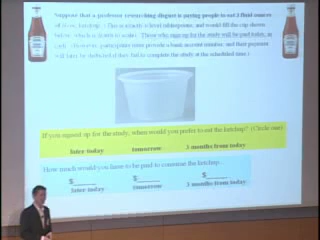 Suppose that a professor researching disgust is paying people to eat 3 fluid ounces
of Heinz ketchup. (This is exactly 6 level tablespoons, and would fill the cup shown
below, which is drawn to scale). Those who sign up for the study will be paid today, in
cash. (However, participants must provide a bank account number, and their payment
will later be deducted if they fail to complete the study at the scheduled time.)
If you signed up for the study, when would you prefer to eat the ketchup? (Circle one)
later today tomorrow 3 months from today
How much would you have to be paid to consume the ketchup...
$ $ $
later today tomorrow 3 months from today